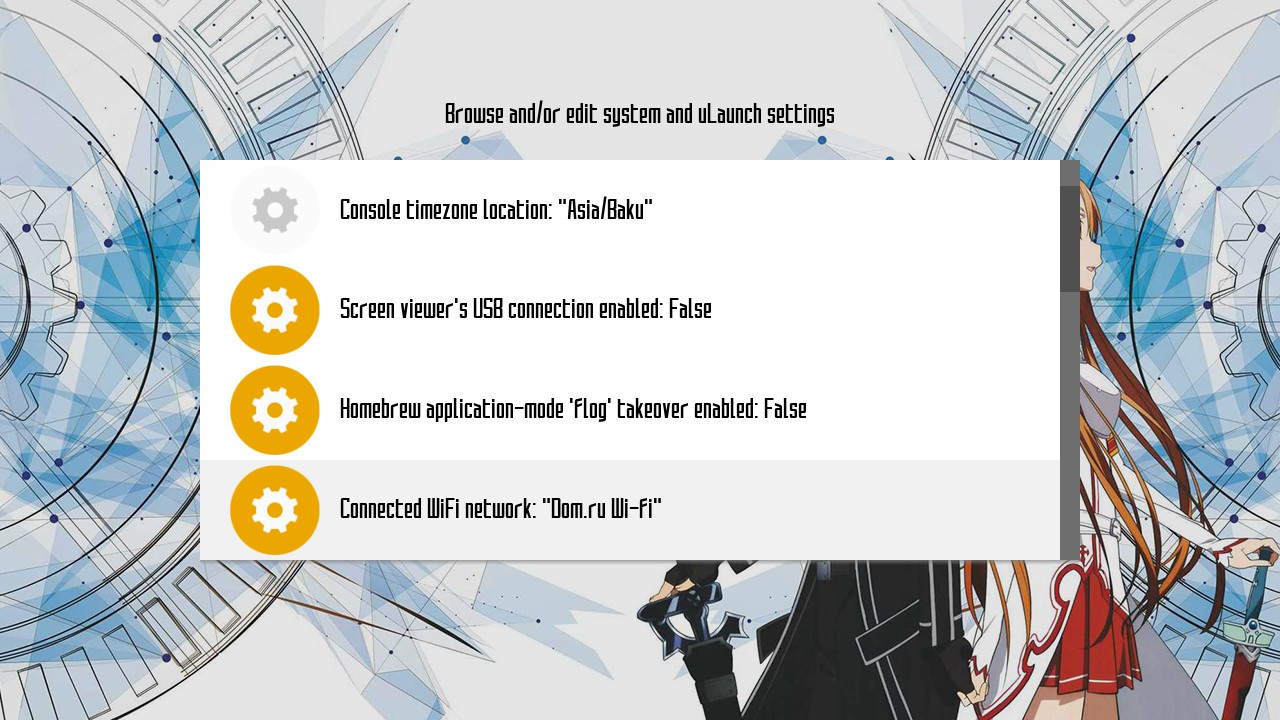 Browse and/or edit system and uLaunch settings
Console timezone location: "Asia/Baku"
Screen viewer's USB connection enabled: False
Homebrew application-mode 'flog' takeover enabled: False
Connected WiFi network: "Dom.ru Wi-Fi"